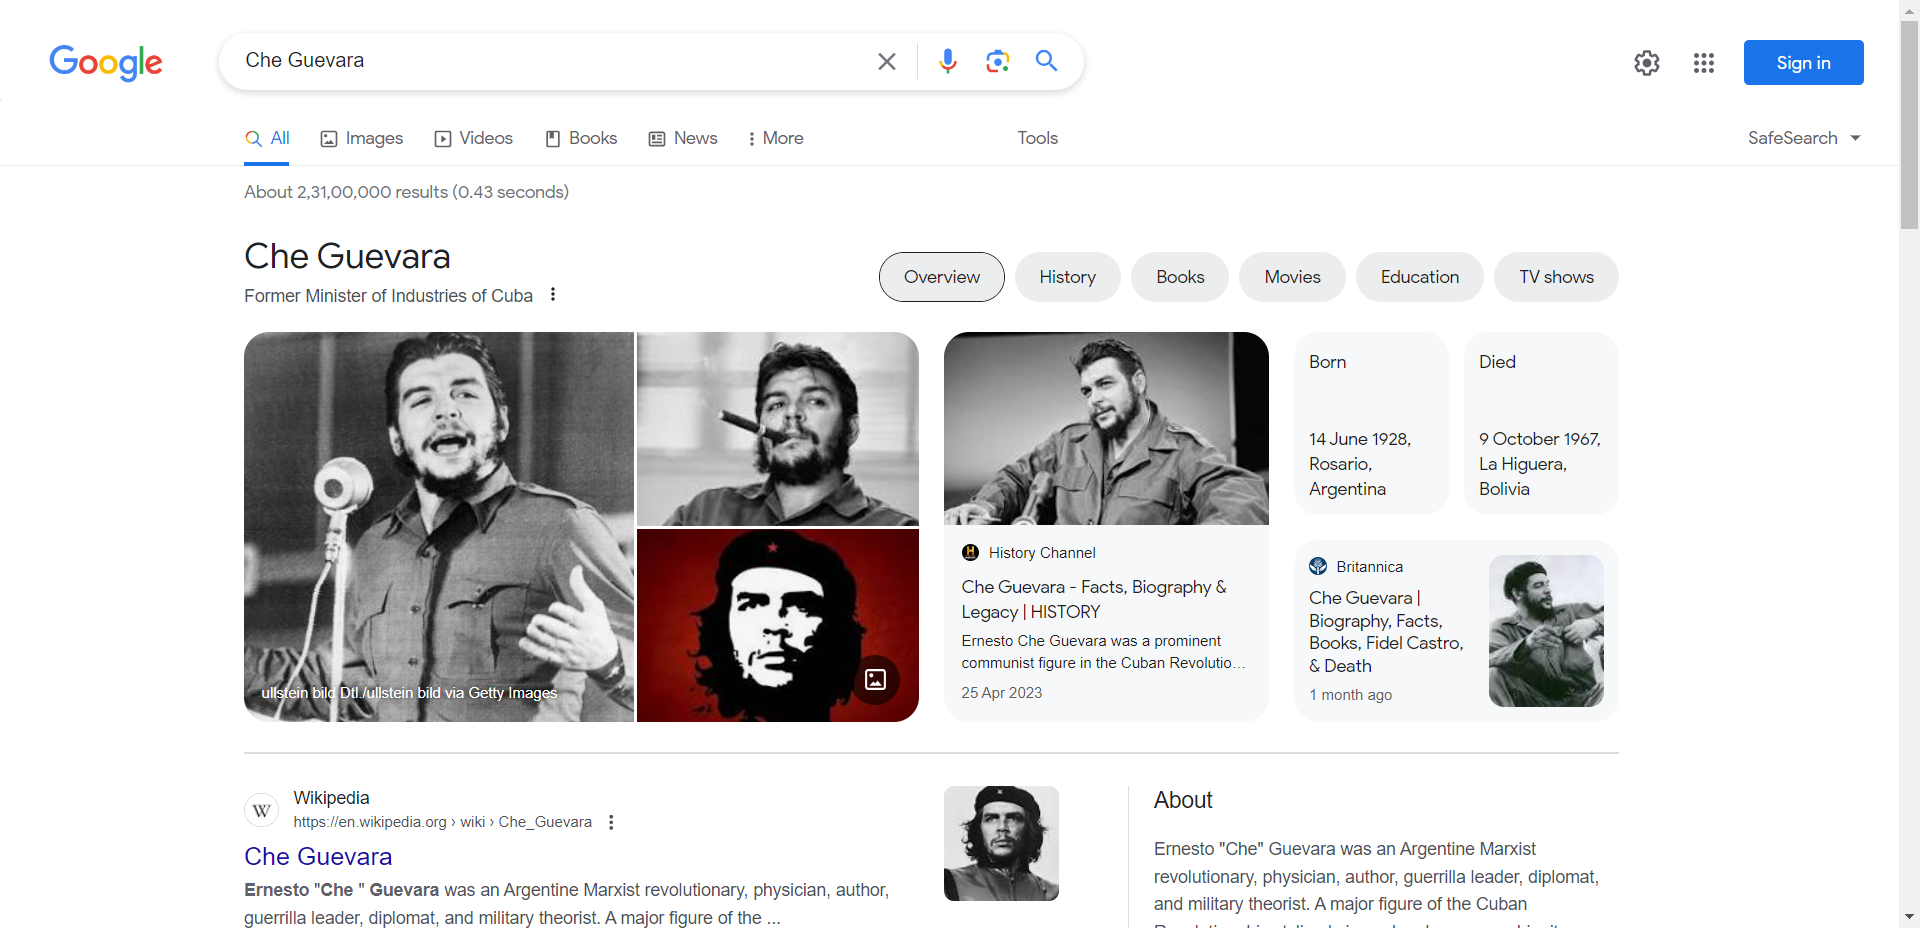 Google
Che Guevara
Sign in
All
Images
Videos
Books
News
More
Tools
SafeSearch
About 2,31,00,000 results (0.43 seconds)
Che Guevara
Former Minister of Industries of Cuba
Overview
History
Books
Movies
Education
TV shows
ullstein bild Dtl./ullstein bild via Getty Images
History Channel
Che Guevara - Facts, Biography &
Legacy | HISTORY
Ernesto Che Guevara was a prominent
communist figure in the Cuban Revolutio...
25 Apr 2023
Born
14 June 1928,
Rosario,
Argentina
Died
9 October 1967,
La Higuera,
Bolivia
Britannica
Che Guevara |
Biography, Facts,
Books, Fidel Castro,
& Death
1 month ago
W
Wikipedia
https://en.wikipedia.org › wiki › Che_Guevara
Che Guevara
Ernesto "Che " Guevara was an Argentine Marxist revolutionary, physician, author,
guerrilla leader, diplomat, and military theorist. A major figure of the ...
About
Ernesto "Che" Guevara was an Argentine Marxist
revolutionary, physician, author, guerrilla leader, diplomat,
and military theorist. A major figure of the Cuban